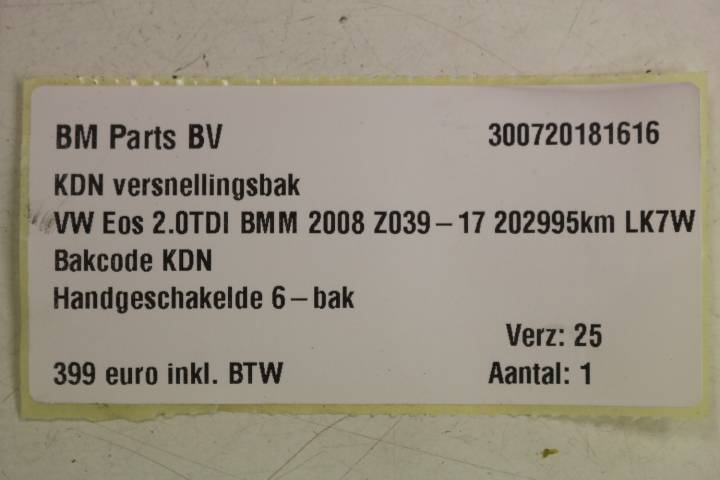 BM Parts BV 300720181616
KDN versnellingsbak
VW Eos 2.0TDI BMM 2008 Z039-17 202995km LK7W
Bakcode KDN
Handgeschakelde 6-bak
Verz: 25
399 euro inkl. BTW Aantal: 1